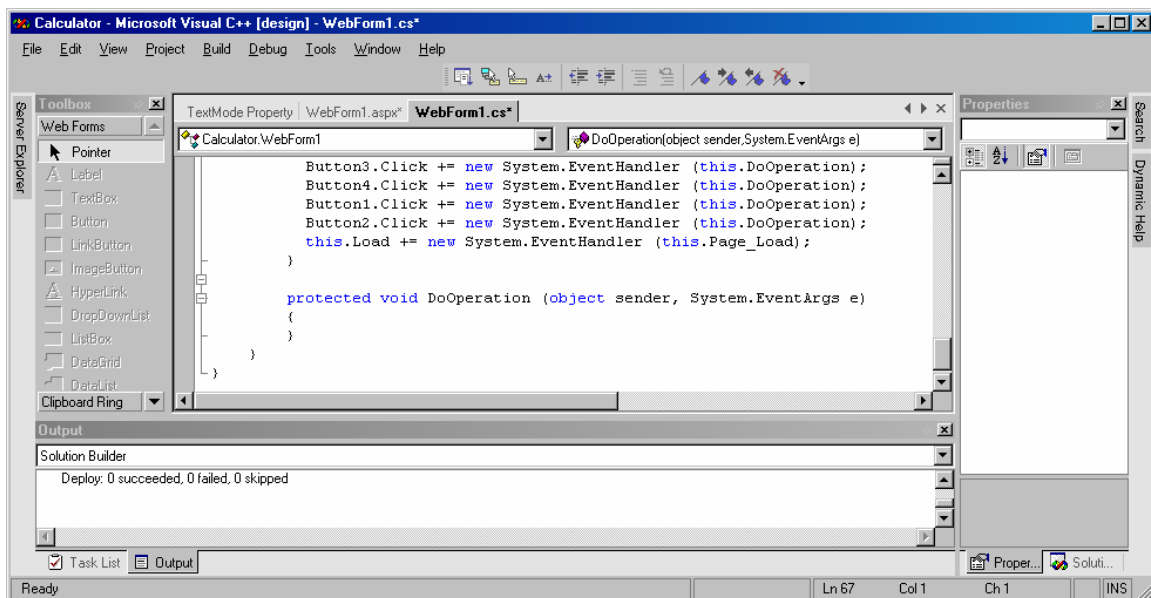 Calculator - Microsoft Visual C++ [design] - WebForm1.cs*
File Edit View Project Build Debug Tools Window Help
Server Explorer
Toolbox
Web Forms
Pointer
Label
TextBox
Button
LinkButton
ImageButton
HyperLink
DropDownList
ListBox
DataGrid
DataList
Clipboard Ring
TextMode Property WebForm1.aspx* WebForm1.cs*
Calculator.WebForm1 DoOperation(object sender,System.EventArgs e)
Button3.Click += new System.EventHandler (this.DoOperation);
Button4.Click += new System.EventHandler (this.DoOperation);
Button1.Click += new System.EventHandler (this.DoOperation);
Button2.Click += new System.EventHandler (this.DoOperation);
this.Load += new System.EventHandler (this.Page_Load);
}
protected void DoOperation (object sender, System.EventArgs e)
{
}
}
}
Properties
Search
Dynamic Help
Output
Solution Builder
Deploy: 0 succeeded, 0 failed, 0 skipped
Task List Output
Proper... Soluti...
Ready Ln 67 Col 1 Ch 1 INS